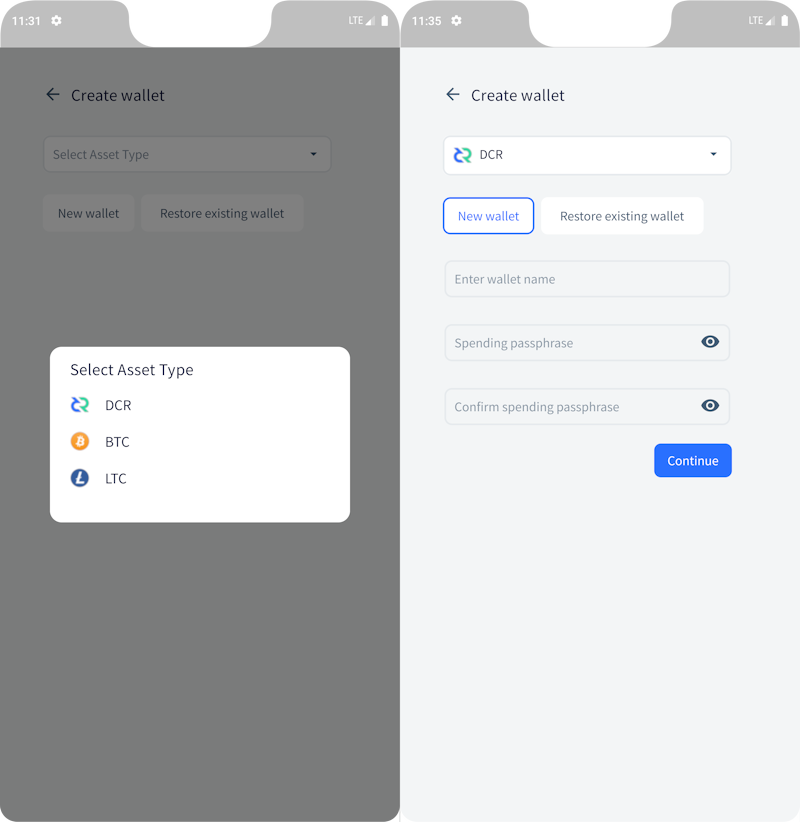 11:31
LTE
Create wallet
Select Asset Type
New wallet
Restore existing wallet
Select Asset Type
DCR
BTC
LTC
11:35
LTE
Create wallet
DCR
New wallet
Restore existing wallet
Enter wallet name
Spending passphrase
Confirm spending passphrase
Continue